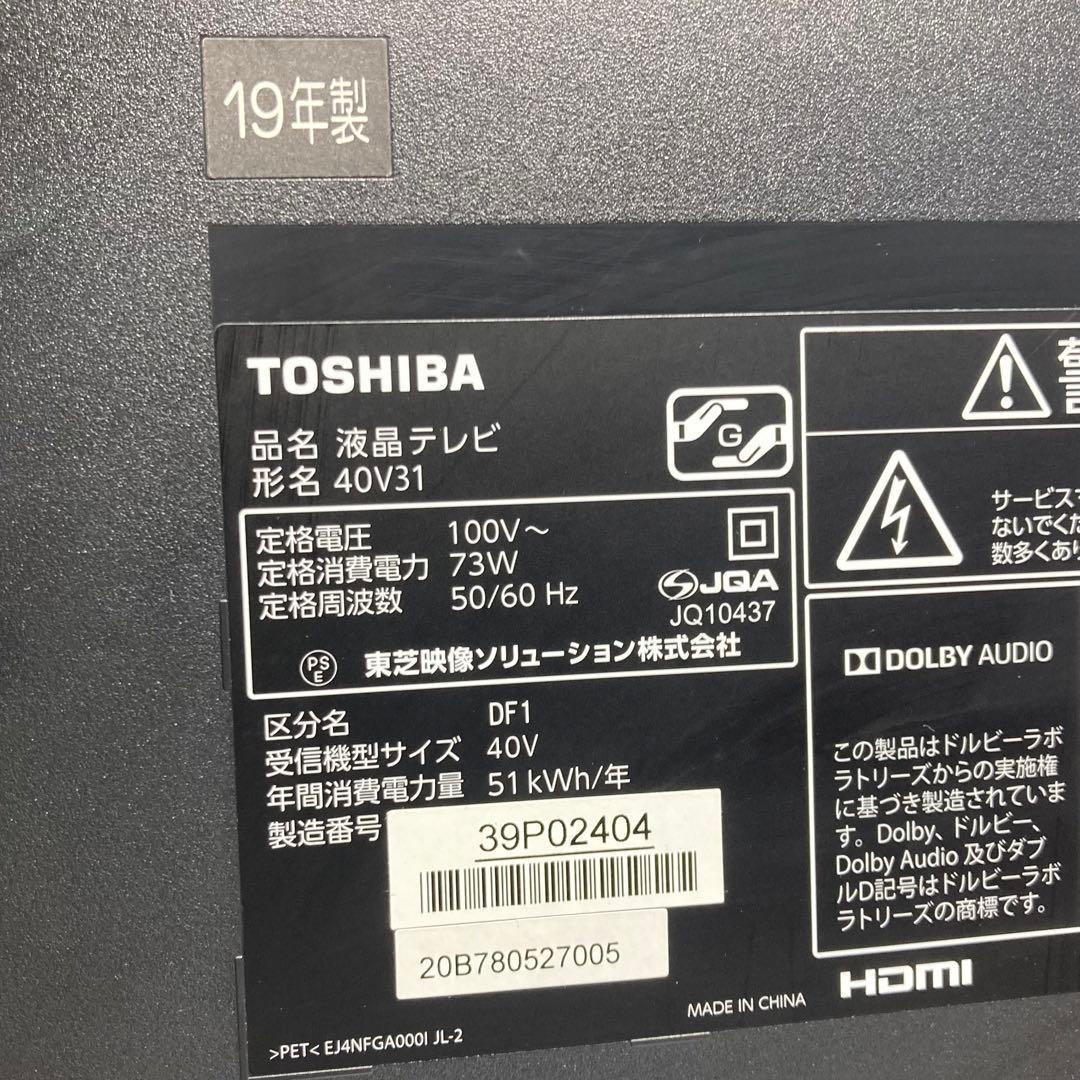 19年製
TOSHIBA
品名 液晶テレビ
形名 40V31
G
定格電圧 100V～
定格消費電力 73W
定格周波数 50/60 Hz
JQA
JQ10437
PS
E
東芝映像ソリューション株式会社
区分名 DF1
受信機型サイズ 40V
年間消費電力量 51kWh/年
製造番号 39P02404
20B780527005
MADE IN CHINA
>PET< EJ4NFGA000I JL-2
サービスマ
ないでくだ
数多くあり
DOLBY AUDIO
この製品はドルビーラボ
ラトリーズからの実施権
に基づき製造されていま
す。Dolby、ドルビー、
Dolby Audio 及びダブ
ルD記号はドルビーラボ
ラトリーズの商標です。
HDMI